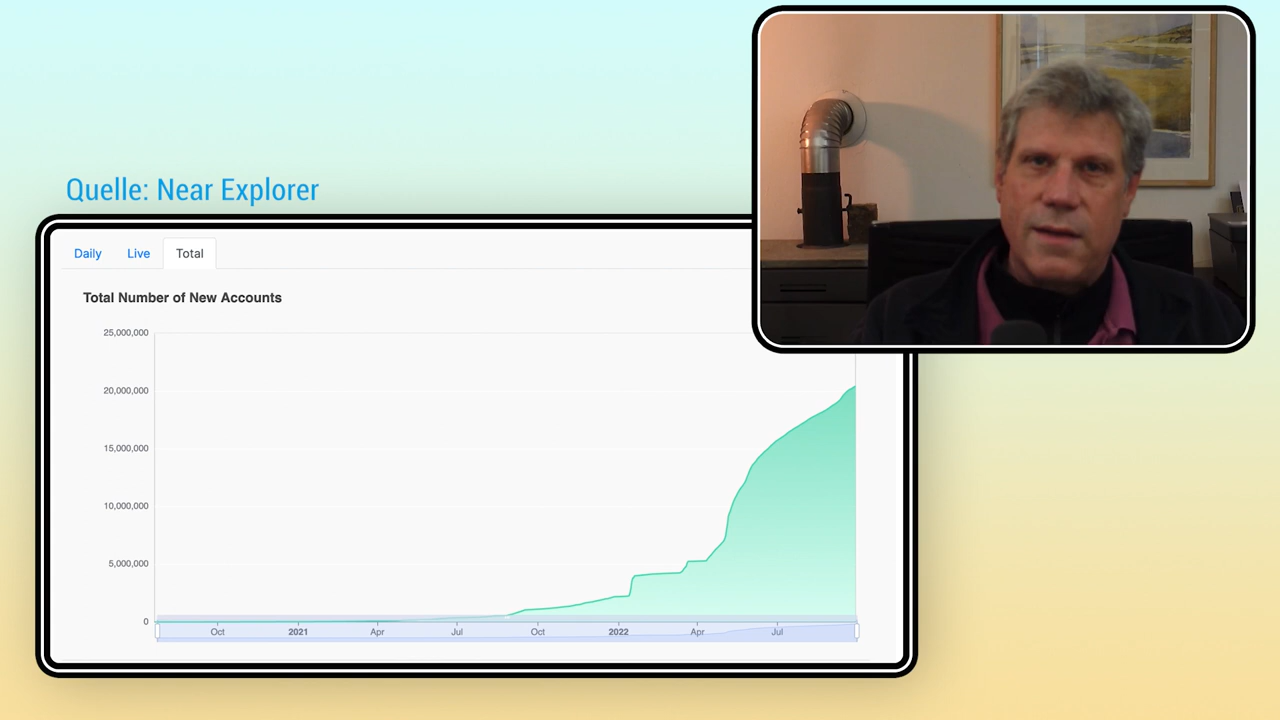 Quelle: Near Explorer
Daily Live Total
Total Number of New Accounts
25,000,000
20,000,000
15,000,000
10,000,000
5,000,000
0
Oct 2021 Apr Jul Oct 2022 Apr Jul